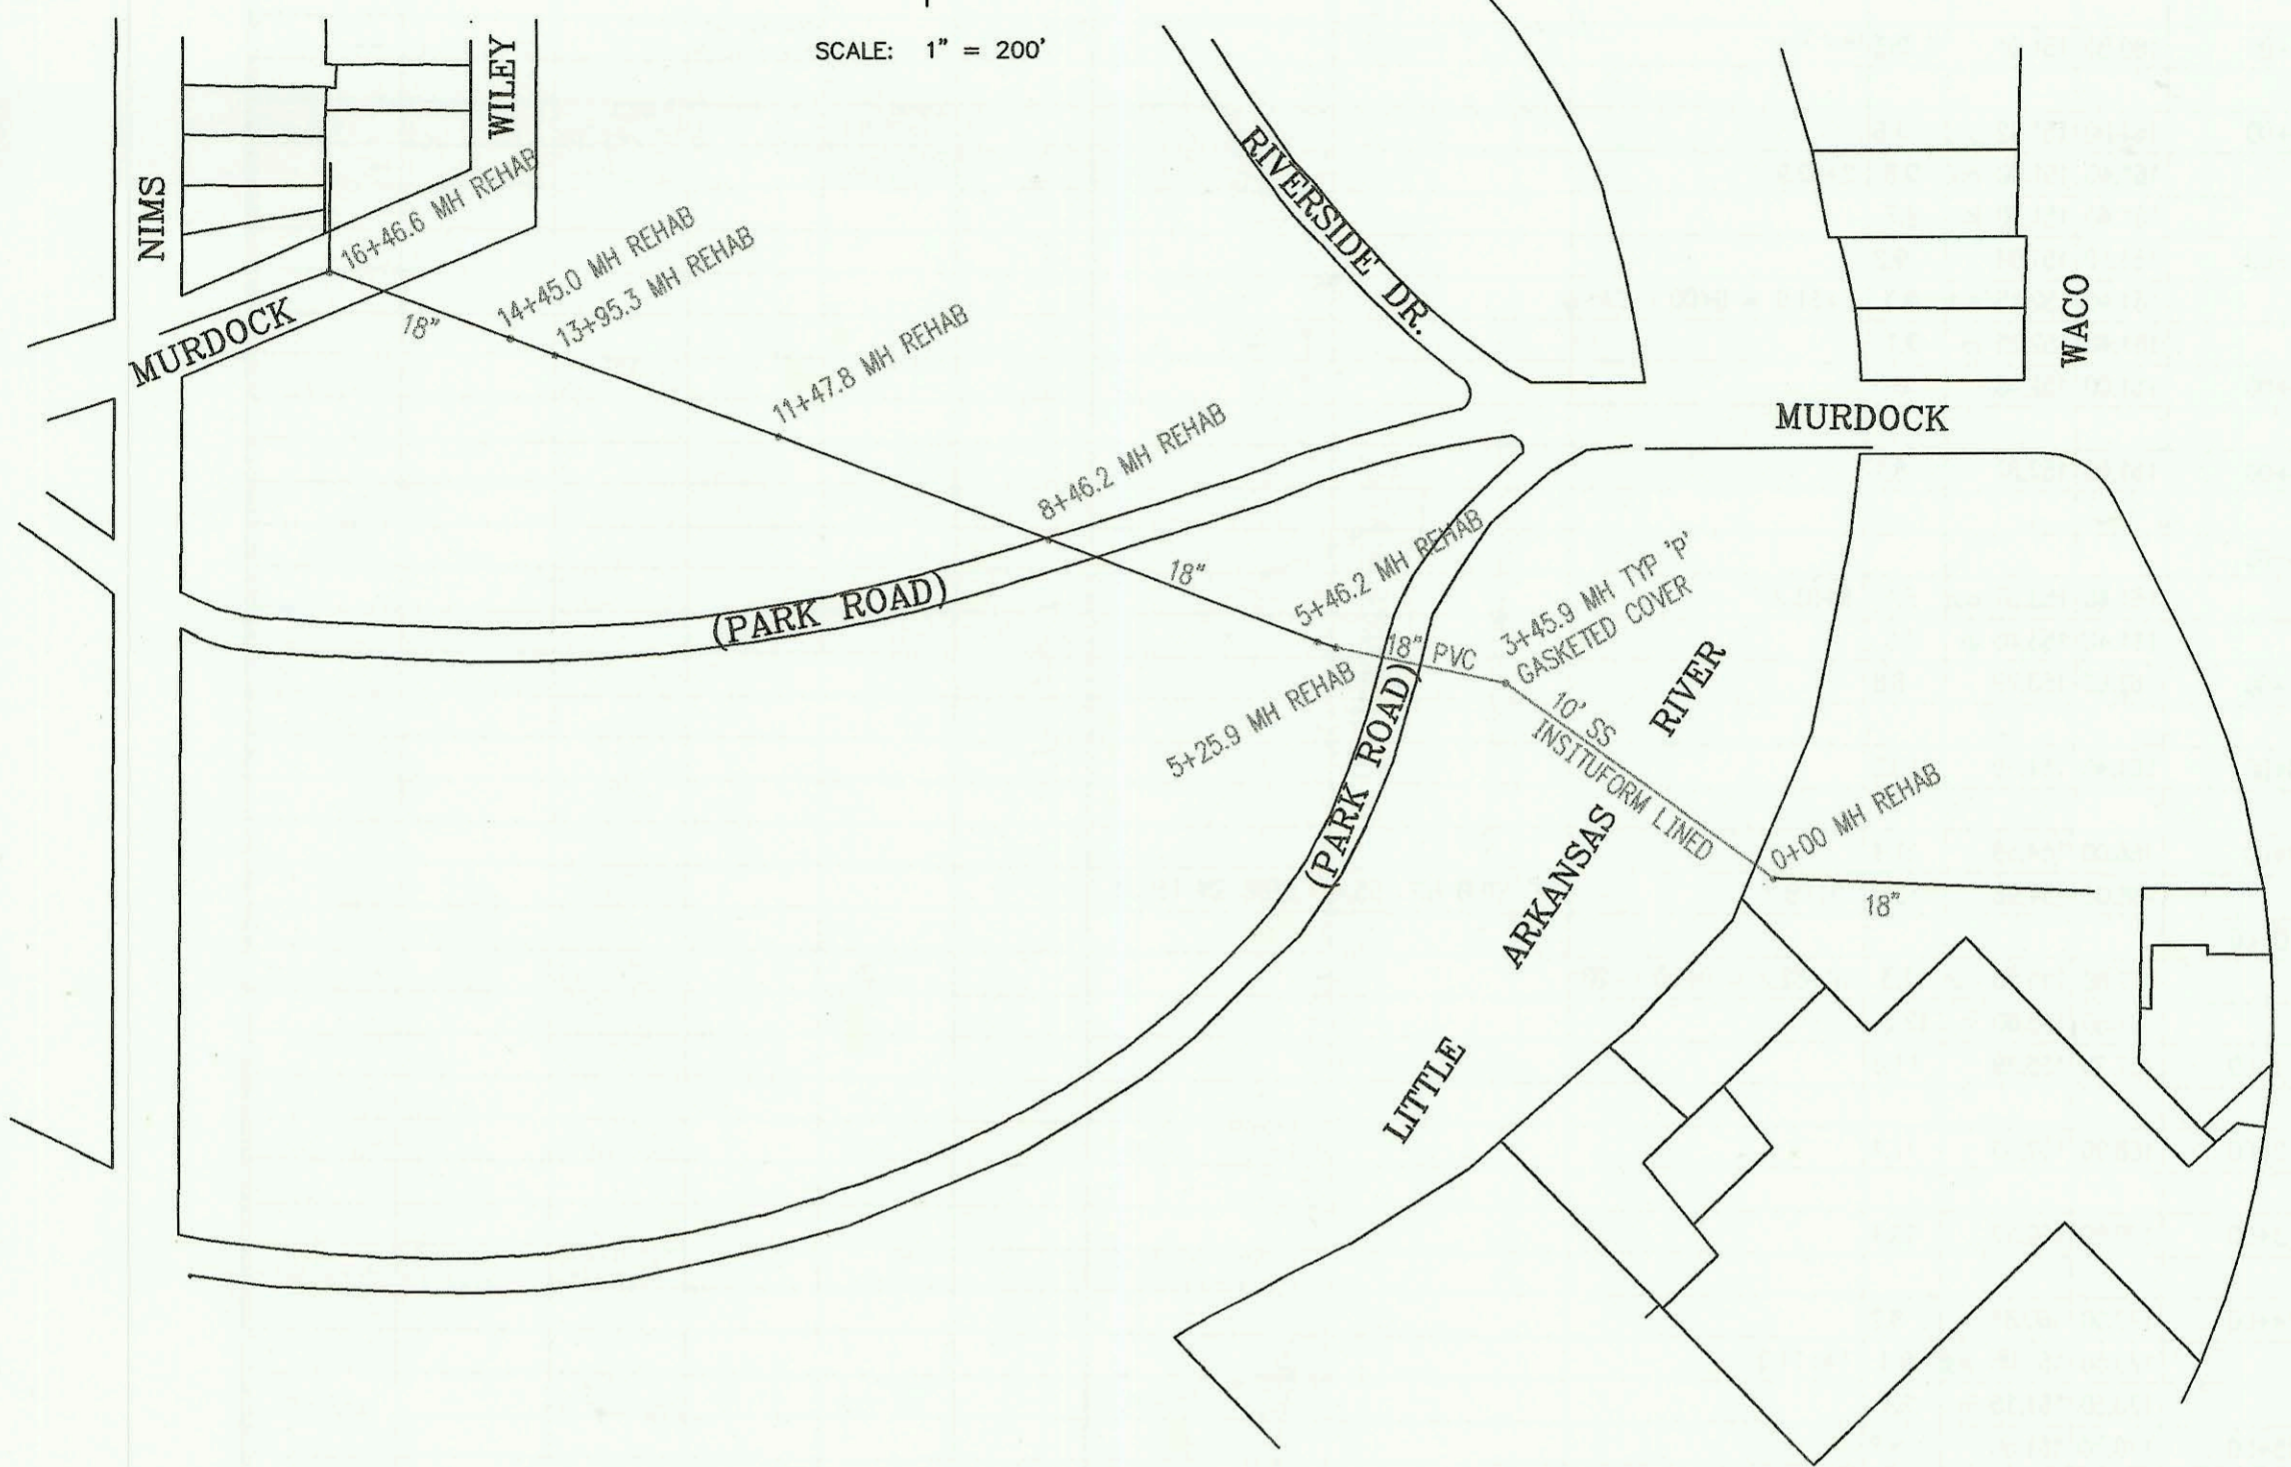 SCALE: 1" = 200'
WILEY
NIMS
RIVERSIDE DR.
16+46.6 MH REHAB
14+45.0 MH REHAB
13+95.3 MH REHAB
18"
MURDOCK
11+47.8 MH REHAB
WACO
MURDOCK
8+46.2 MH REHAB
18"
5+46.2 MH REHAB
3+45.9 MH TYP 'P'
GASKETED COVER
(PARK ROAD)
18" PVC
5+25.9 MH REHAB
10' SS
INSITUFORM LINED
(PARK ROAD)
0+00 MH REHAB
18"
LITTLE ARKANSAS RIVER